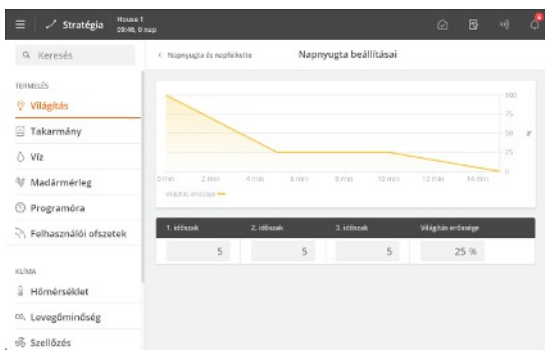 Stratégia
House 1
09:46, 0 nap
Keresés
Napnyugta és napfelkelte
Napnyugta beállításai
TERMELÉS
Világítás
Takarmány
Víz
Madármérleg
Programóra
Felhasználói ofszetek
KLÍMA
Hőmérséklet
CO₂ Levegőminőség
Szellőzés
100
75
50
25
0
%
0 min 2 min 4 min 6 min 8 min 10 min 12 min 14 min
Világítás erőssége
1. időszak 2. időszak 3. időszak Világítás erőssége
5 5 5 25 %